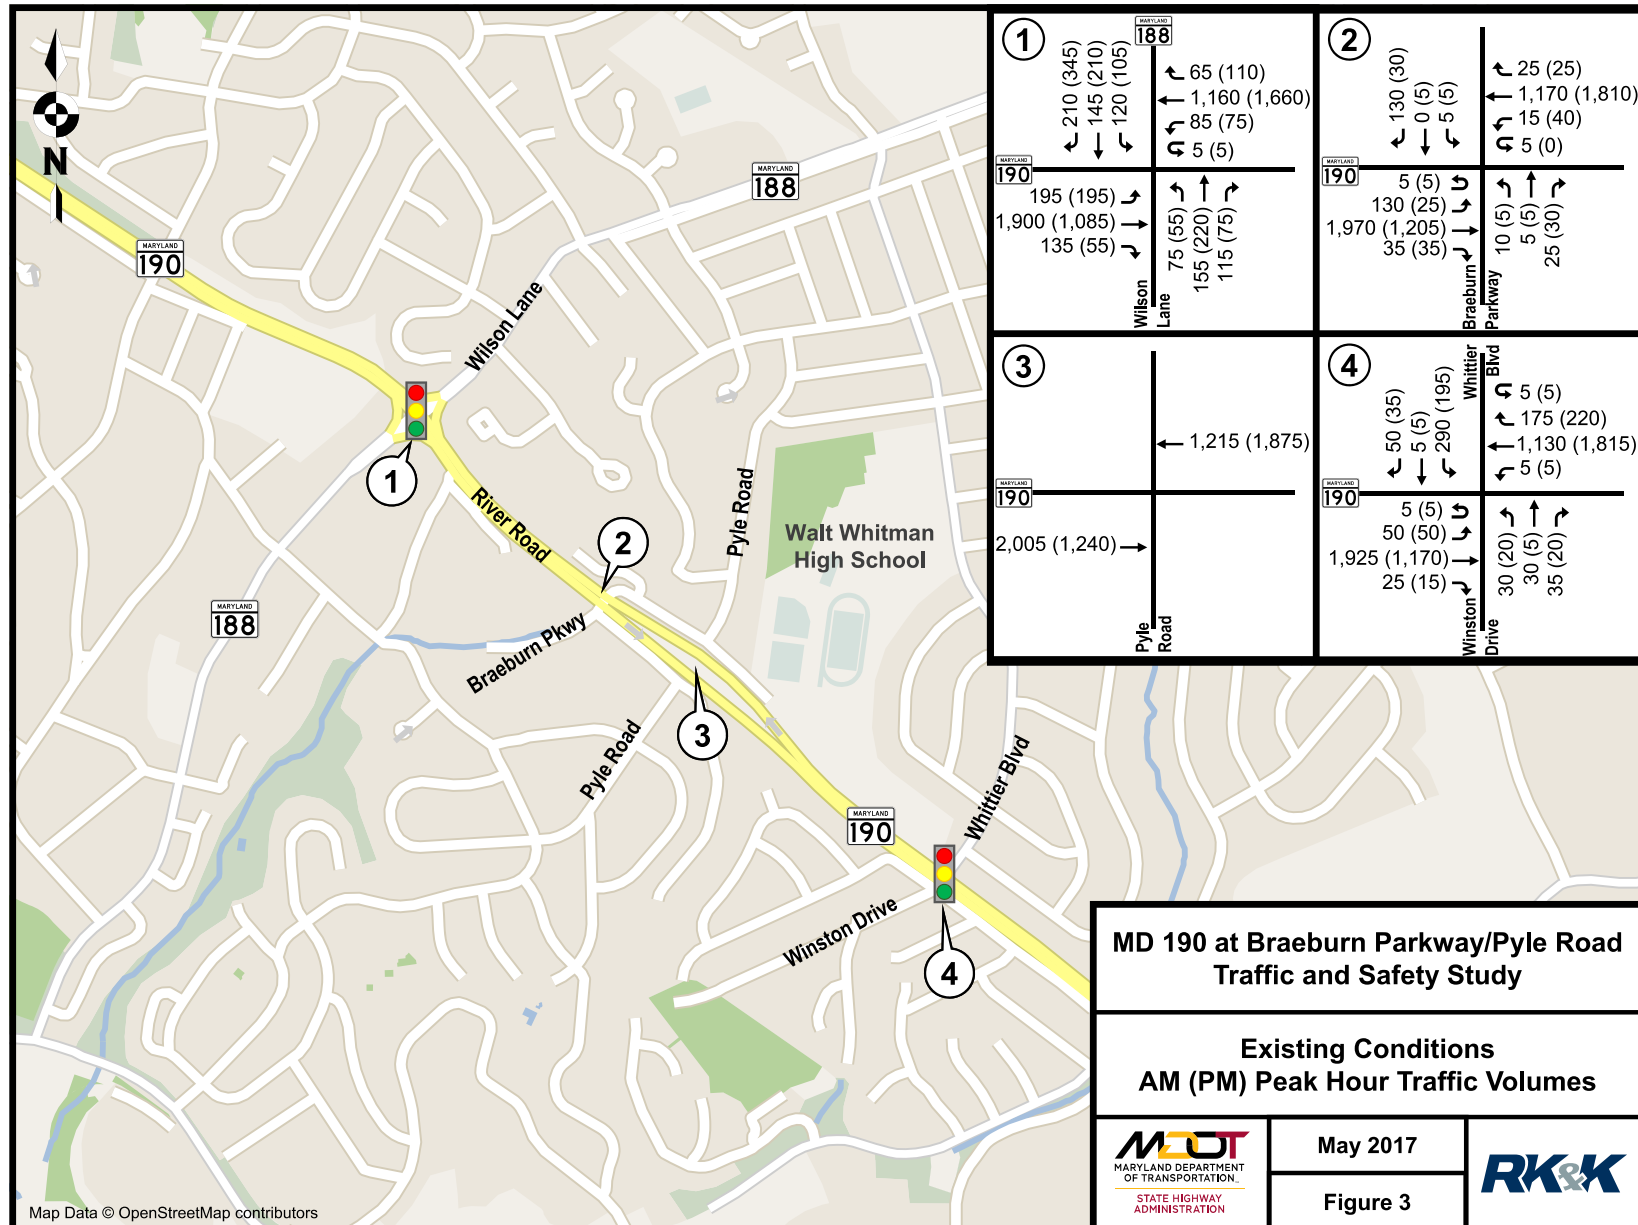 N
MARYLAND
190
MARYLAND
188
Wilson Lane
1
MARYLAND
188
River Road
2
Pyle Road
Walt Whitman
High School
Braeburn Pkwy
3
Pyle Road
MARYLAND
190
Whittier Blvd
Winston Drive
4
1
MARYLAND
188
210 (345)
145 (210)
120 (105)
65 (110)
1,160 (1,660)
85 (75)
5 (5)
MARYLAND
190
195 (195)
1,900 (1,085)
135 (55)
75 (55)
155 (220)
115 (75)
Wilson
Lane
2
130 (30)
0 (5)
5 (5)
25 (25)
1,170 (1,810)
15 (40)
5 (0)
MARYLAND
190
5 (5)
130 (25)
1,970 (1,205)
35 (35)
10 (5)
5 (5)
25 (30)
Braeburn
Parkway
3
1,215 (1,875)
MARYLAND
190
2,005 (1,240)
Pyle
Road
4
Whittier
Blvd
50 (35)
5 (5)
290 (195)
5 (5)
175 (220)
1,130 (1,815)
5 (5)
MARYLAND
190
5 (5)
50 (50)
1,925 (1,170)
25 (15)
30 (20)
30 (5)
35 (20)
Winston
Drive
MD 190 at Braeburn Parkway/Pyle Road
Traffic and Safety Study
Existing Conditions
AM (PM) Peak Hour Traffic Volumes
MDOT
MARYLAND DEPARTMENT
OF TRANSPORTATION
STATE HIGHWAY
ADMINISTRATION
May 2017
Figure 3
RK&K
Map Data © OpenStreetMap contributors